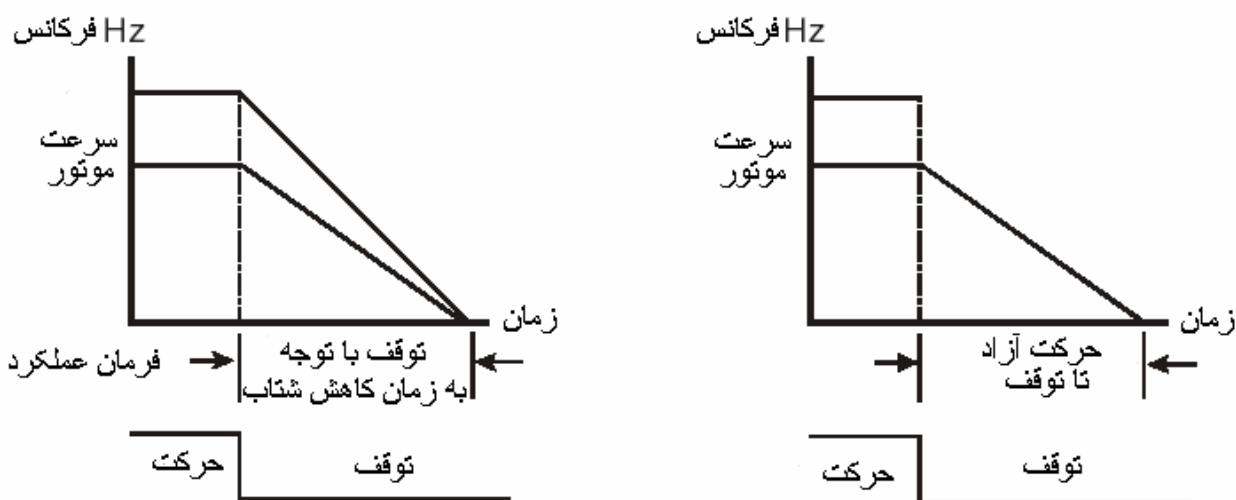 فرکانس Hz
سرعت
موتور
زمان
فرمان عملکرد
توقف با توجه
به زمان کاهش شتاب
حرکت
توقف
فرکانس Hz
سرعت
موتور
زمان
حرکت آزاد
تا توقف
حرکت
توقف